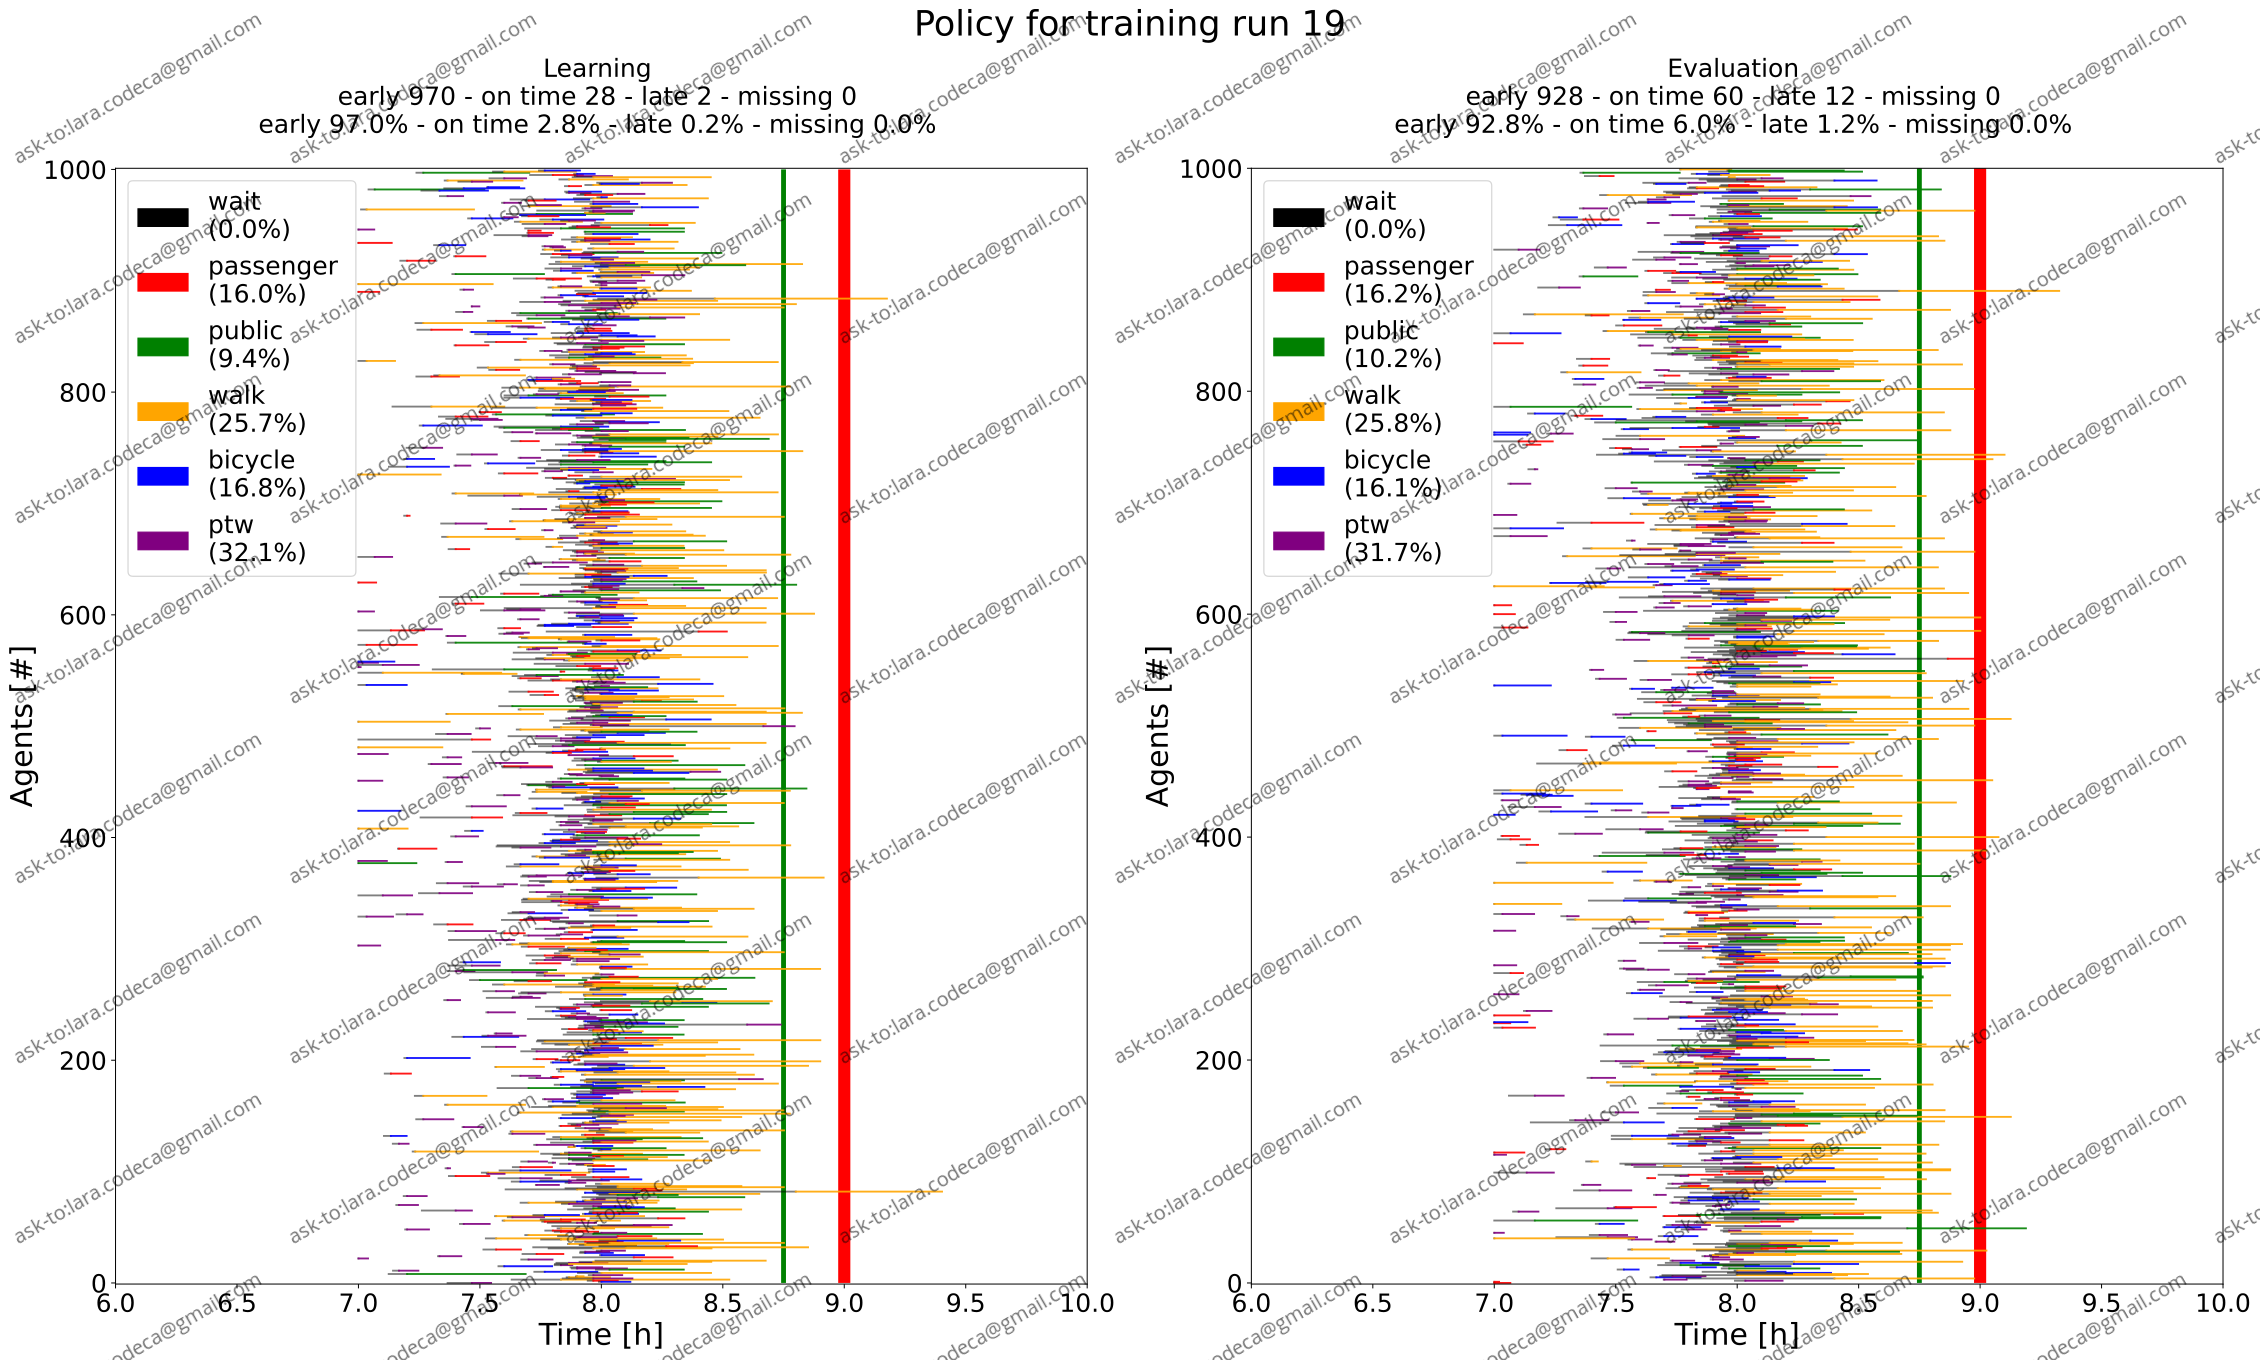 Policy for training run 19
Learning
early 970 - on time 28 - late 2 - missing 0
early 97.0% - on time 2.8% - late 0.2% - missing 0.0%
1000
800
600
400
200
0
Agents [#]
wait
(0.0%)
passenger
(16.0%)
public
(9.4%)
walk
(25.7%)
bicycle
(16.8%)
ptw
(32.1%)
6.0 6.5 7.0 7.5 8.0 8.5 9.0 9.5 10.0
Time [h]
Evaluation
early 928 - on time 60 - late 12 - missing 0
early 92.8% - on time 6.0% - late 1.2% - missing 0.0%
1000
800
600
400
200
0
Agents [#]
wait
(0.0%)
passenger
(16.2%)
public
(10.2%)
walk
(25.8%)
bicycle
(16.1%)
ptw
(31.7%)
6.0 6.5 7.0 7.5 8.0 8.5 9.0 9.5 10.0
Time [h]
ask-to:lara.codeca@gmail.com